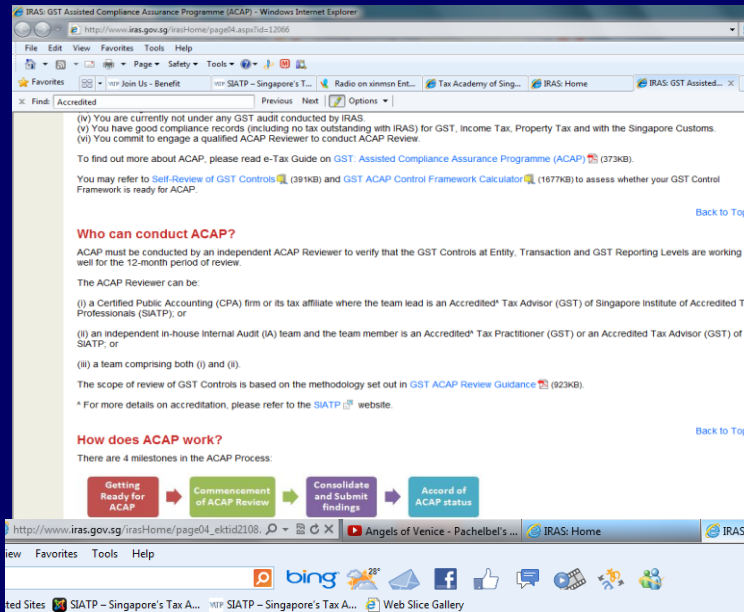 IRAS: GST Assisted Compliance Assurance Programme (ACAP) - Windows Internet Explorer
http://www.iras.gov.sg/irasHome/page04.aspx?id=12066
File Edit View Favorites Tools Help
Page Safety Tools
Favorites Join Us - Benefit SIATP – Singapore's T... Radio on xinmsn Ent... Tax Academy of Sing... IRAS: Home IRAS: GST Assisted...
x Find: Accredited Previous Next Options
(iv) You are currently not under any GST audit conducted by IRAS.
(v) You have good compliance records (including no tax outstanding with IRAS) for GST, Income Tax, Property Tax and with the Singapore Customs.
(vi) You commit to engage a qualified ACAP Reviewer to conduct ACAP Review.
To find out more about ACAP, please read e-Tax Guide on GST: Assisted Compliance Assurance Programme (ACAP) (373KB).
You may refer to Self-Review of GST Controls (391KB) and GST ACAP Control Framework Calculator (1677KB) to assess whether your GST Control
Framework is ready for ACAP.
Back to Top
Who can conduct ACAP?
ACAP must be conducted by an independent ACAP Reviewer to verify that the GST Controls at Entity, Transaction and GST Reporting Levels are working
well for the 12-month period of review.
The ACAP Reviewer can be:
(i) a Certified Public Accounting (CPA) firm or its tax affiliate where the team lead is an Accredited^ Tax Advisor (GST) of Singapore Institute of Accredited T
Professionals (SIATP); or
(ii) an independent in-house Internal Audit (IA) team and the team member is an Accredited^ Tax Practitioner (GST) or an Accredited Tax Advisor (GST) of
SIATP; or
(iii) a team comprising both (i) and (ii).
The scope of review of GST Controls is based on the methodology set out in GST ACAP Review Guidance (923KB).
^ For more details on accreditation, please refer to the SIATP website.
Back to Top
How does ACAP work?
There are 4 milestones in the ACAP Process:
Getting Ready for ACAP
Commencement of ACAP Review
Consolidate and Submit findings
Accord of ACAP status
http://www.iras.gov.sg/irasHome/page04_ektid2108. Angels of Venice - Pachelbel's ... IRAS: Home IRAS
iew Favorites Tools Help
bing 28°
ted Sites SIATP – Singapore's Tax A... SIATP – Singapore's Tax A... Web Slice Gallery